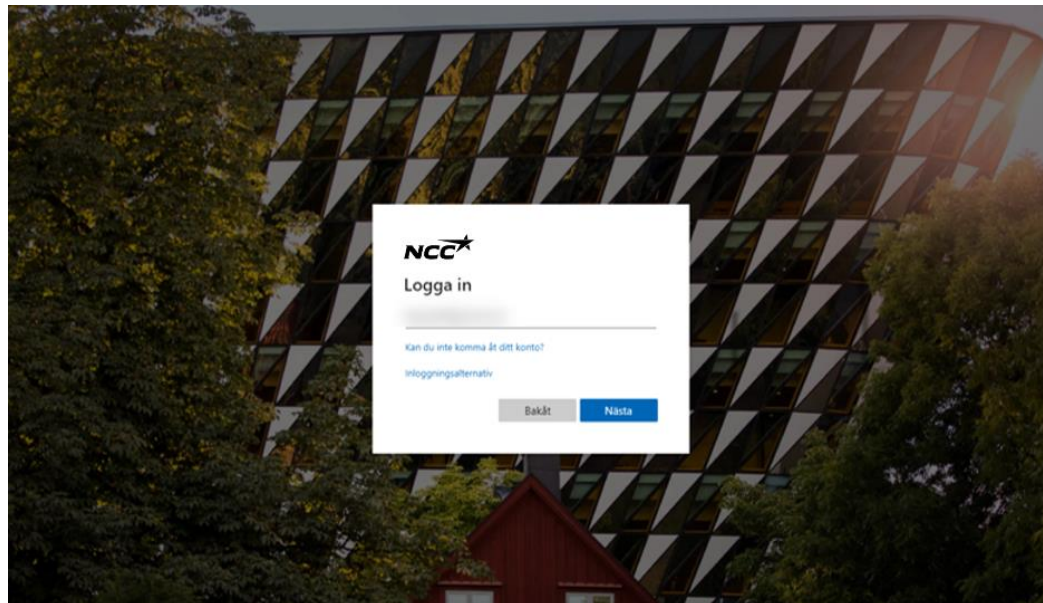 NCC
Logga in
Kan du inte komma åt ditt konto?
Inloggningsalternativ
Bakåt
Nästa